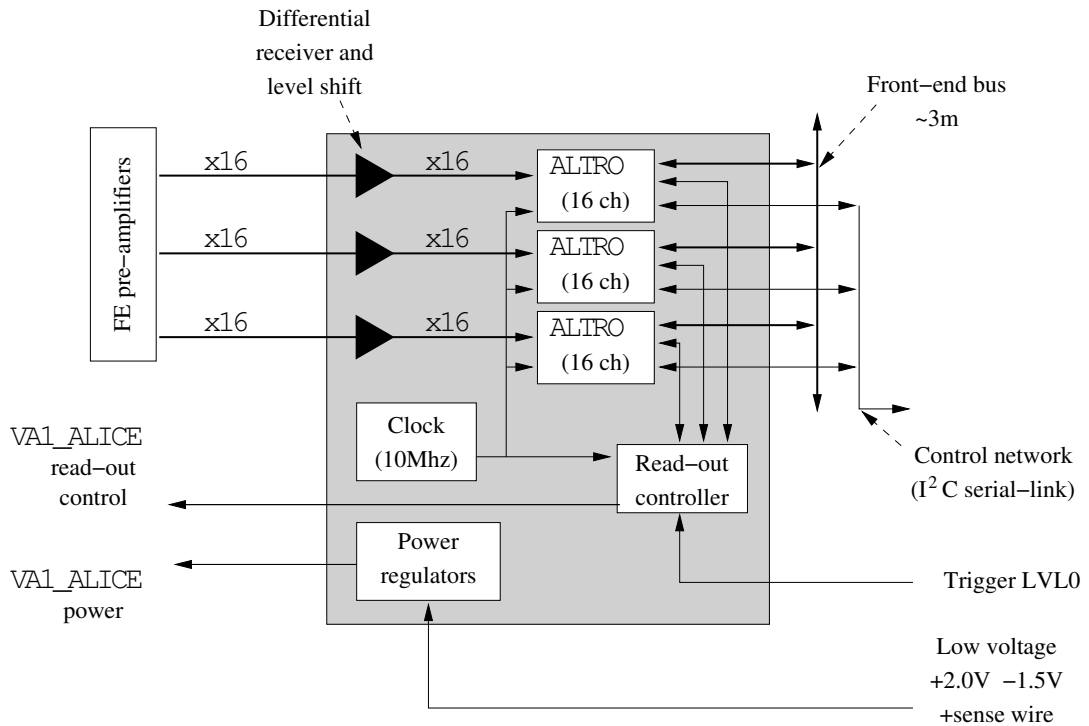 Differential
receiver and
level shift
Front−end bus
~3m
FE pre−amplifiers
x16
x16
ALTRO
(16 ch)
x16
x16
ALTRO
(16 ch)
x16
x16
ALTRO
(16 ch)
Clock
(10Mhz)
VA1_ALICE
read−out
control
Read−out
controller
Control network
(I² C serial−link)
Power
regulators
VA1_ALICE
power
Trigger LVL0
Low voltage
+2.0V −1.5V
+sense wire